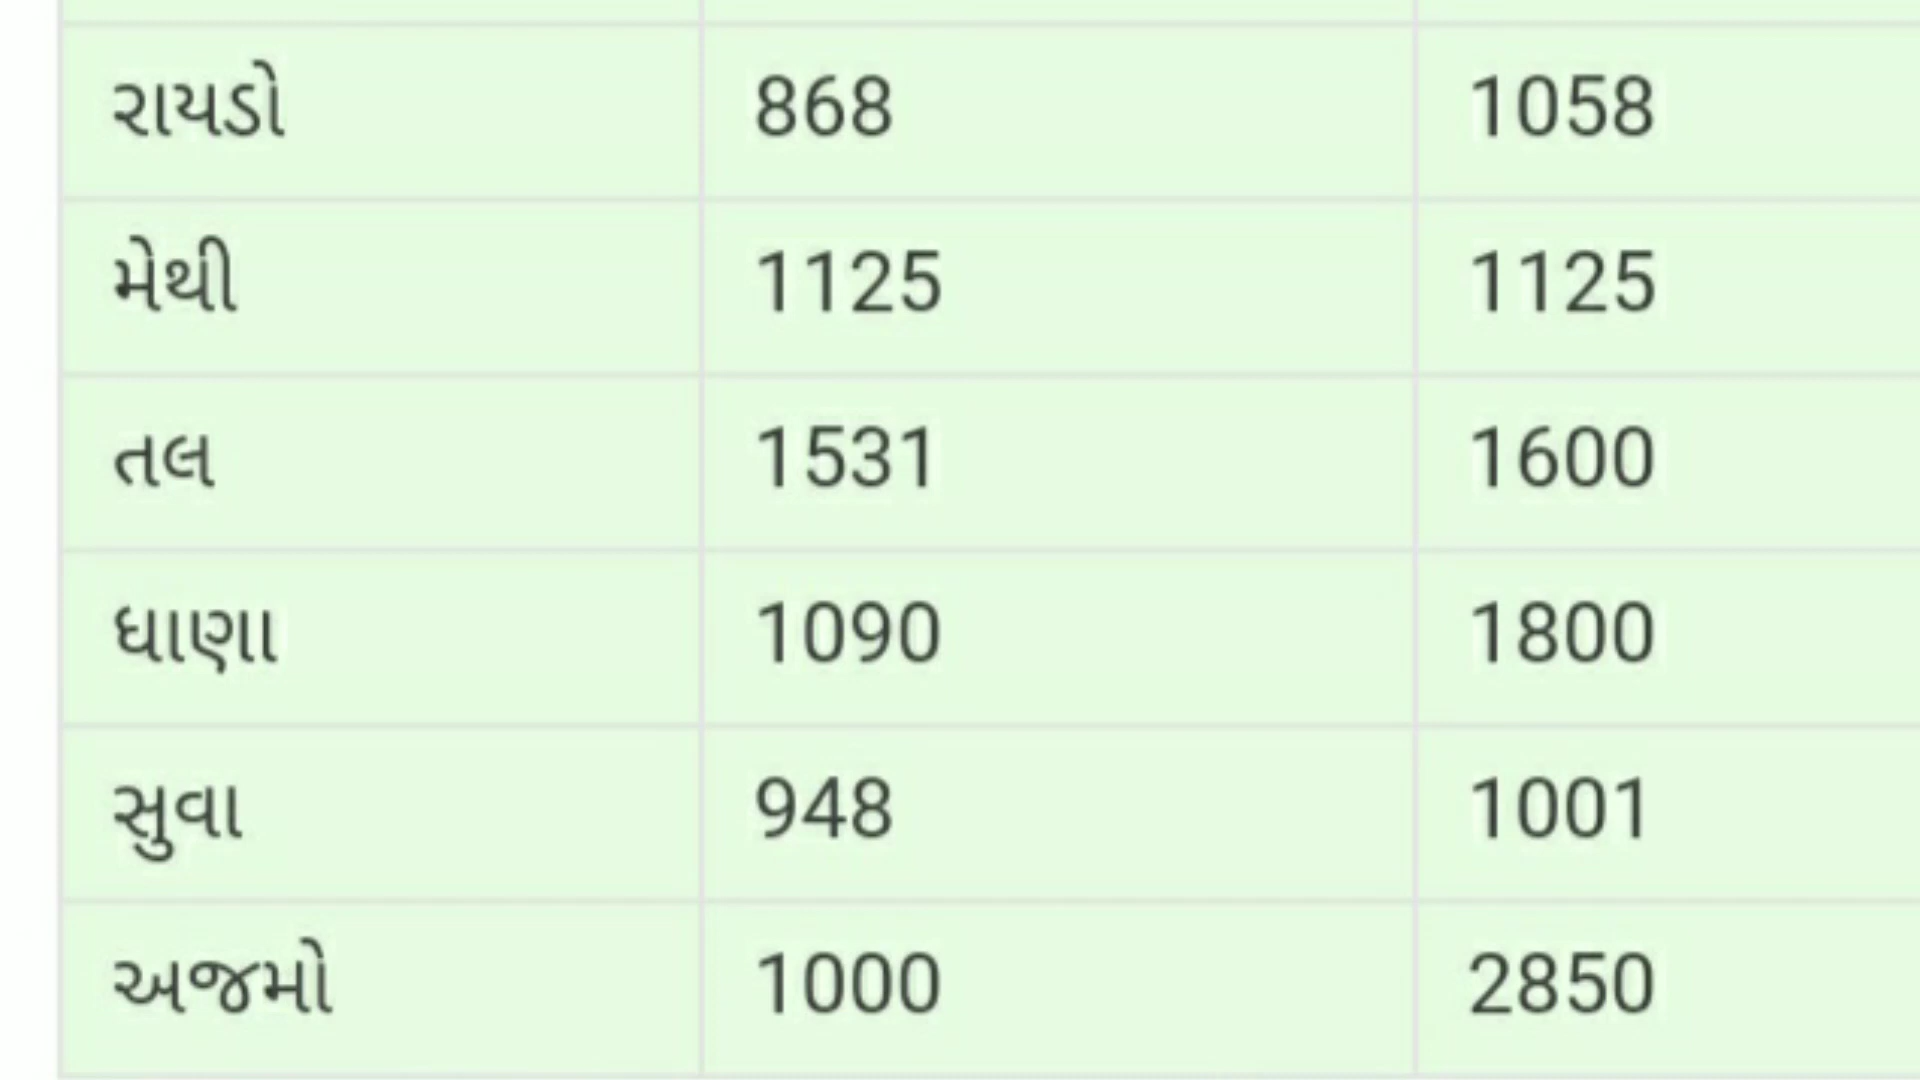 રાયડો 868 1058
મેથી 1125 1125
તલ 1531 1600
ધાણા 1090 1800
સુવા 948 1001
અજમો 1000 2850